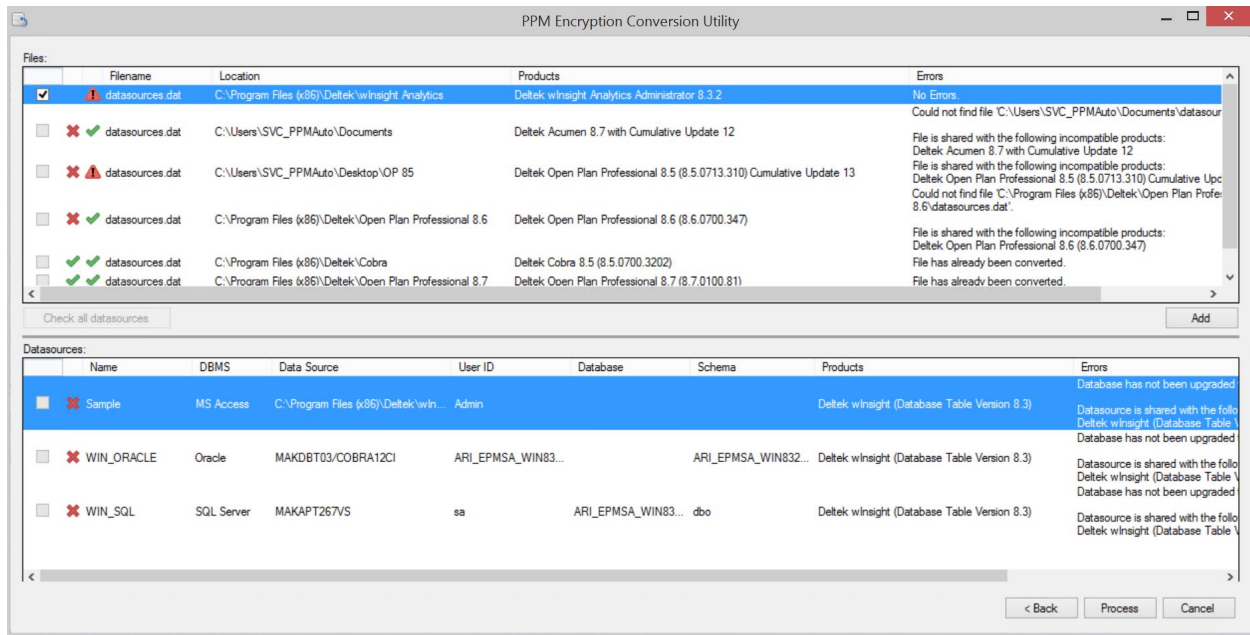 PPM Encryption Conversion Utility
Files:
Filename Location Products Errors
datasources.dat C:\Program Files (x86)\Deltek\wInsight Analytics Deltek wInsight Analytics Administrator 8.3.2 No Errors.
Could not find file 'C:\Users\SVC_PPMAuto\Documents\datasour
datasources.dat C:\Users\SVC_PPMAuto\Documents Deltek Acumen 8.7 with Cumulative Update 12
File is shared with the following incompatible products:
Deltek Acumen 8.7 with Cumulative Update 12
File is shared with the following incompatible products:
datasources.dat C:\Users\SVC_PPMAuto\Desktop\OP 85 Deltek Open Plan Professional 8.5 (8.5.0713.310) Cumulative Update 13
Deltek Open Plan Professional 8.5 (8.5.0713.310) Cumulative Upc
Could not find file 'C:\Program Files (x86)\Deltek\Open Plan Profe
8.6\datasources.dat'.
datasources.dat C:\Program Files (x86)\Deltek\Open Plan Professional 8.6 Deltek Open Plan Professional 8.6 (8.6.0700.347)
File is shared with the following incompatible products:
Deltek Open Plan Professional 8.6 (8.6.0700.347)
datasources.dat C:\Program Files (x86)\Deltek\Cobra Deltek Cobra 8.5 (8.5.0700.3202) File has already been converted.
datasources.dat C:\Program Files (x86)\Deltek\Open Plan Professional 8.7 Deltek Open Plan Professional 8.7 (8.7.0100.81) File has already been converted.
Check all datasources Add
Datasources:
Name DBMS Data Source User ID Database Schema Products Errors
Database has not been upgraded
Sample MS Access C:\Program Files (x86)\Deltek\wIn... Admin Deltek wInsight (Database Table Version 8.3)
Datasource is shared with the follo
Deltek wInsight (Database Table V
Database has not been upgraded
WIN_ORACLE Oracle MAKDBT03/COBRA12CI ARI_EPMSA_WIN83... ARI_EPMSA_WIN832... Deltek wInsight (Database Table Version 8.3)
Datasource is shared with the follo
Deltek wInsight (Database Table V
Database has not been upgraded
WIN_SQL SQL Server MAKAPT267VS sa ARI_EPMSA_WIN83... dbo Deltek wInsight (Database Table Version 8.3)
Datasource is shared with the follo
Deltek wInsight (Database Table V
< Back Process Cancel